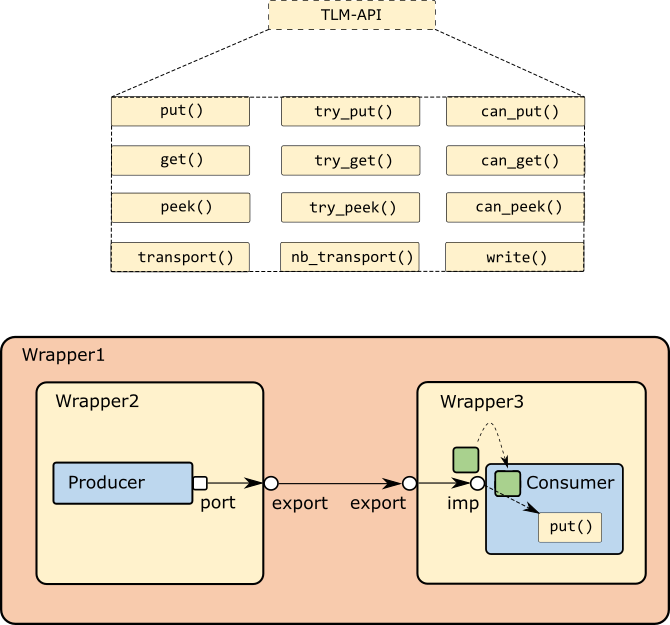 TLM-API
put() try_put() can_put()
get() try_get() can_get()
peek() try_peek() can_peek()
transport() nb_transport() write()
Wrapper1
Wrapper2 Wrapper3
Producer Consumer
port export export imp
put()